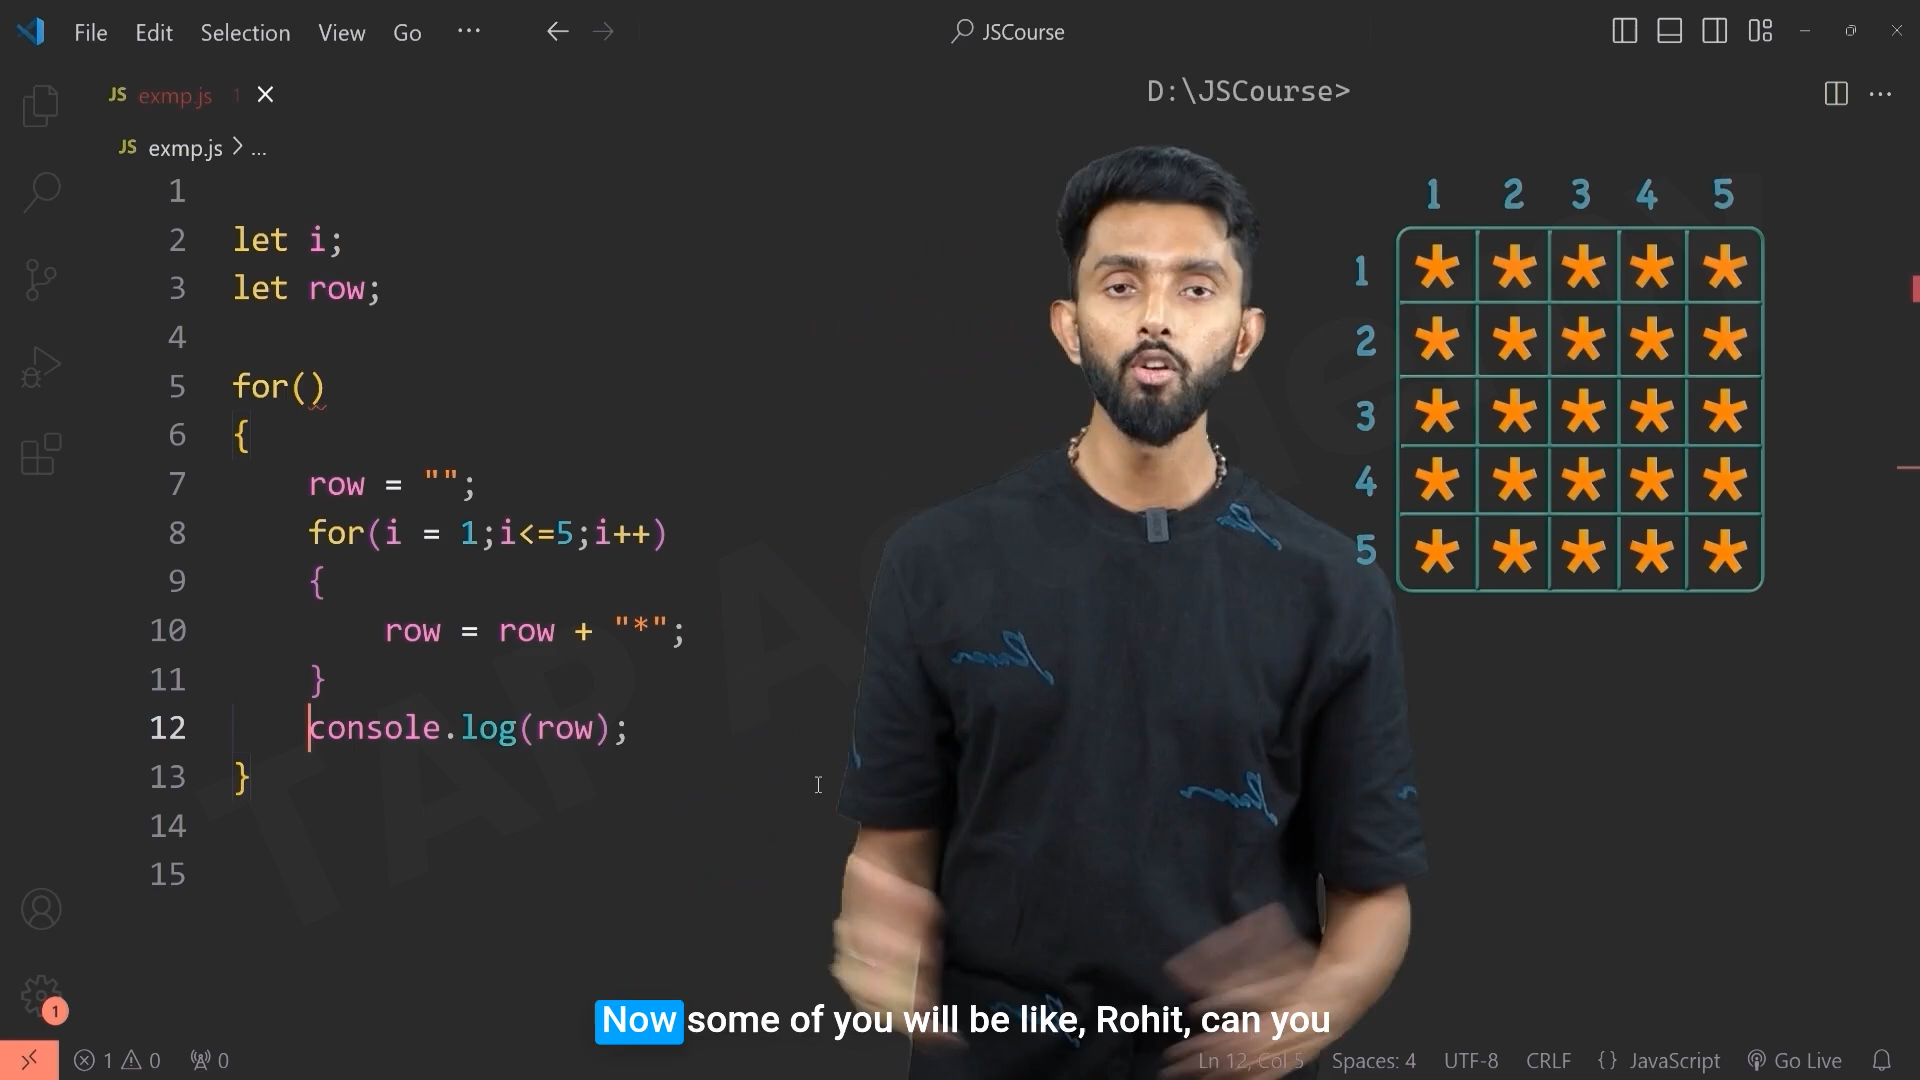 File Edit Selection View Go ...
JSCourse
JS exmp.js 1
D:\JSCourse>
JS exmp.js > ...
1
2 let i;
3 let row;
4
5 for()
6 {
7 row = "";
8 for(i = 1;i<=5;i++)
9 {
10 row = row + "*";
11 }
12 console.log(row);
13 }
14
15
1 2 3 4 5
1 * * * * *
2 * * * * *
3 * * * * *
4 * * * * *
5 * * * * *
TAP A
1
Now some of you will be like, Rohit, can you
1 0 0
Ln 12, Col 5 Spaces: 4 UTF-8 CRLF {} JavaScript Go Live